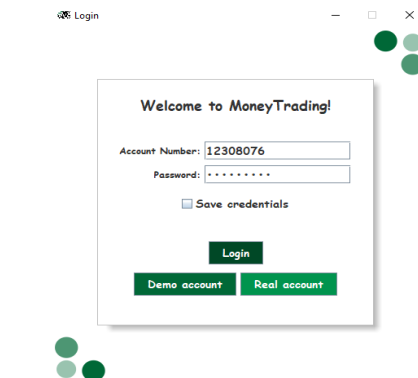 Login
Welcome to MoneyTrading!
Account Number: 12308076
Password: •••••••••
Save credentials
Login
Demo account Real account